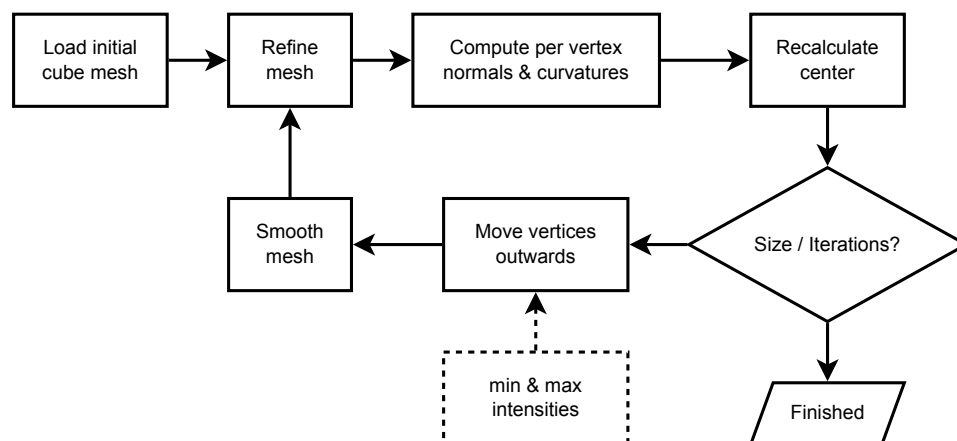 Load initial
cube mesh
Refine
mesh
Compute per vertex
normals & curvatures
Recalculate
center
Smooth
mesh
Move vertices
outwards
Size / Iterations?
min & max
intensities
Finished